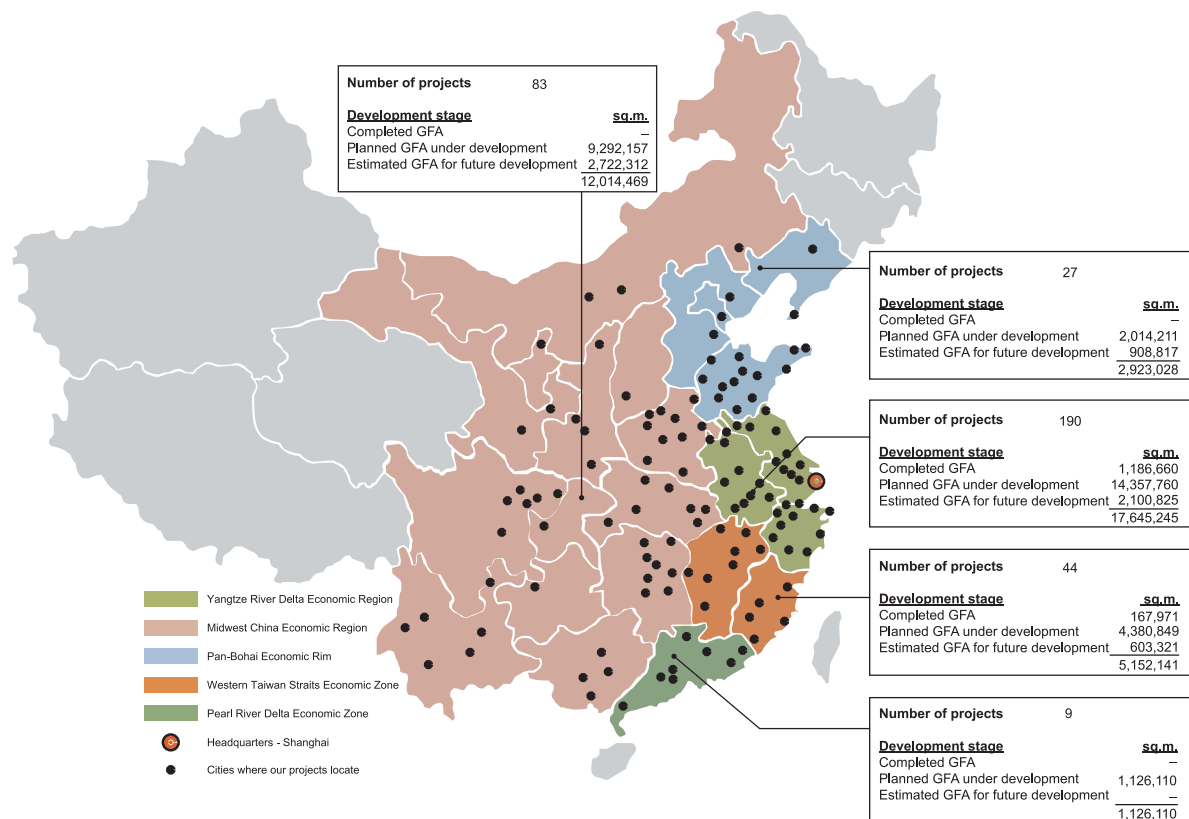 Number of projects 83
Development stage sq.m.
Completed GFA –
Planned GFA under development 9,292,157
Estimated GFA for future development 2,722,312
12,014,469
Number of projects 27
Development stage sq.m.
Completed GFA –
Planned GFA under development 2,014,211
Estimated GFA for future development 908,817
2,923,028
Number of projects 190
Development stage sq.m.
Completed GFA 1,186,660
Planned GFA under development 14,357,760
Estimated GFA for future development 2,100,825
17,645,245
Number of projects 44
Development stage sq.m.
Completed GFA 167,971
Planned GFA under development 4,380,849
Estimated GFA for future development 603,321
5,152,141
Number of projects 9
Development stage sq.m.
Completed GFA –
Planned GFA under development 1,126,110
Estimated GFA for future development –
1,126,110
Yangtze River Delta Economic Region
Midwest China Economic Region
Pan-Bohai Economic Rim
Western Taiwan Straits Economic Zone
Pearl River Delta Economic Zone
Headquarters - Shanghai
Cities where our projects locate